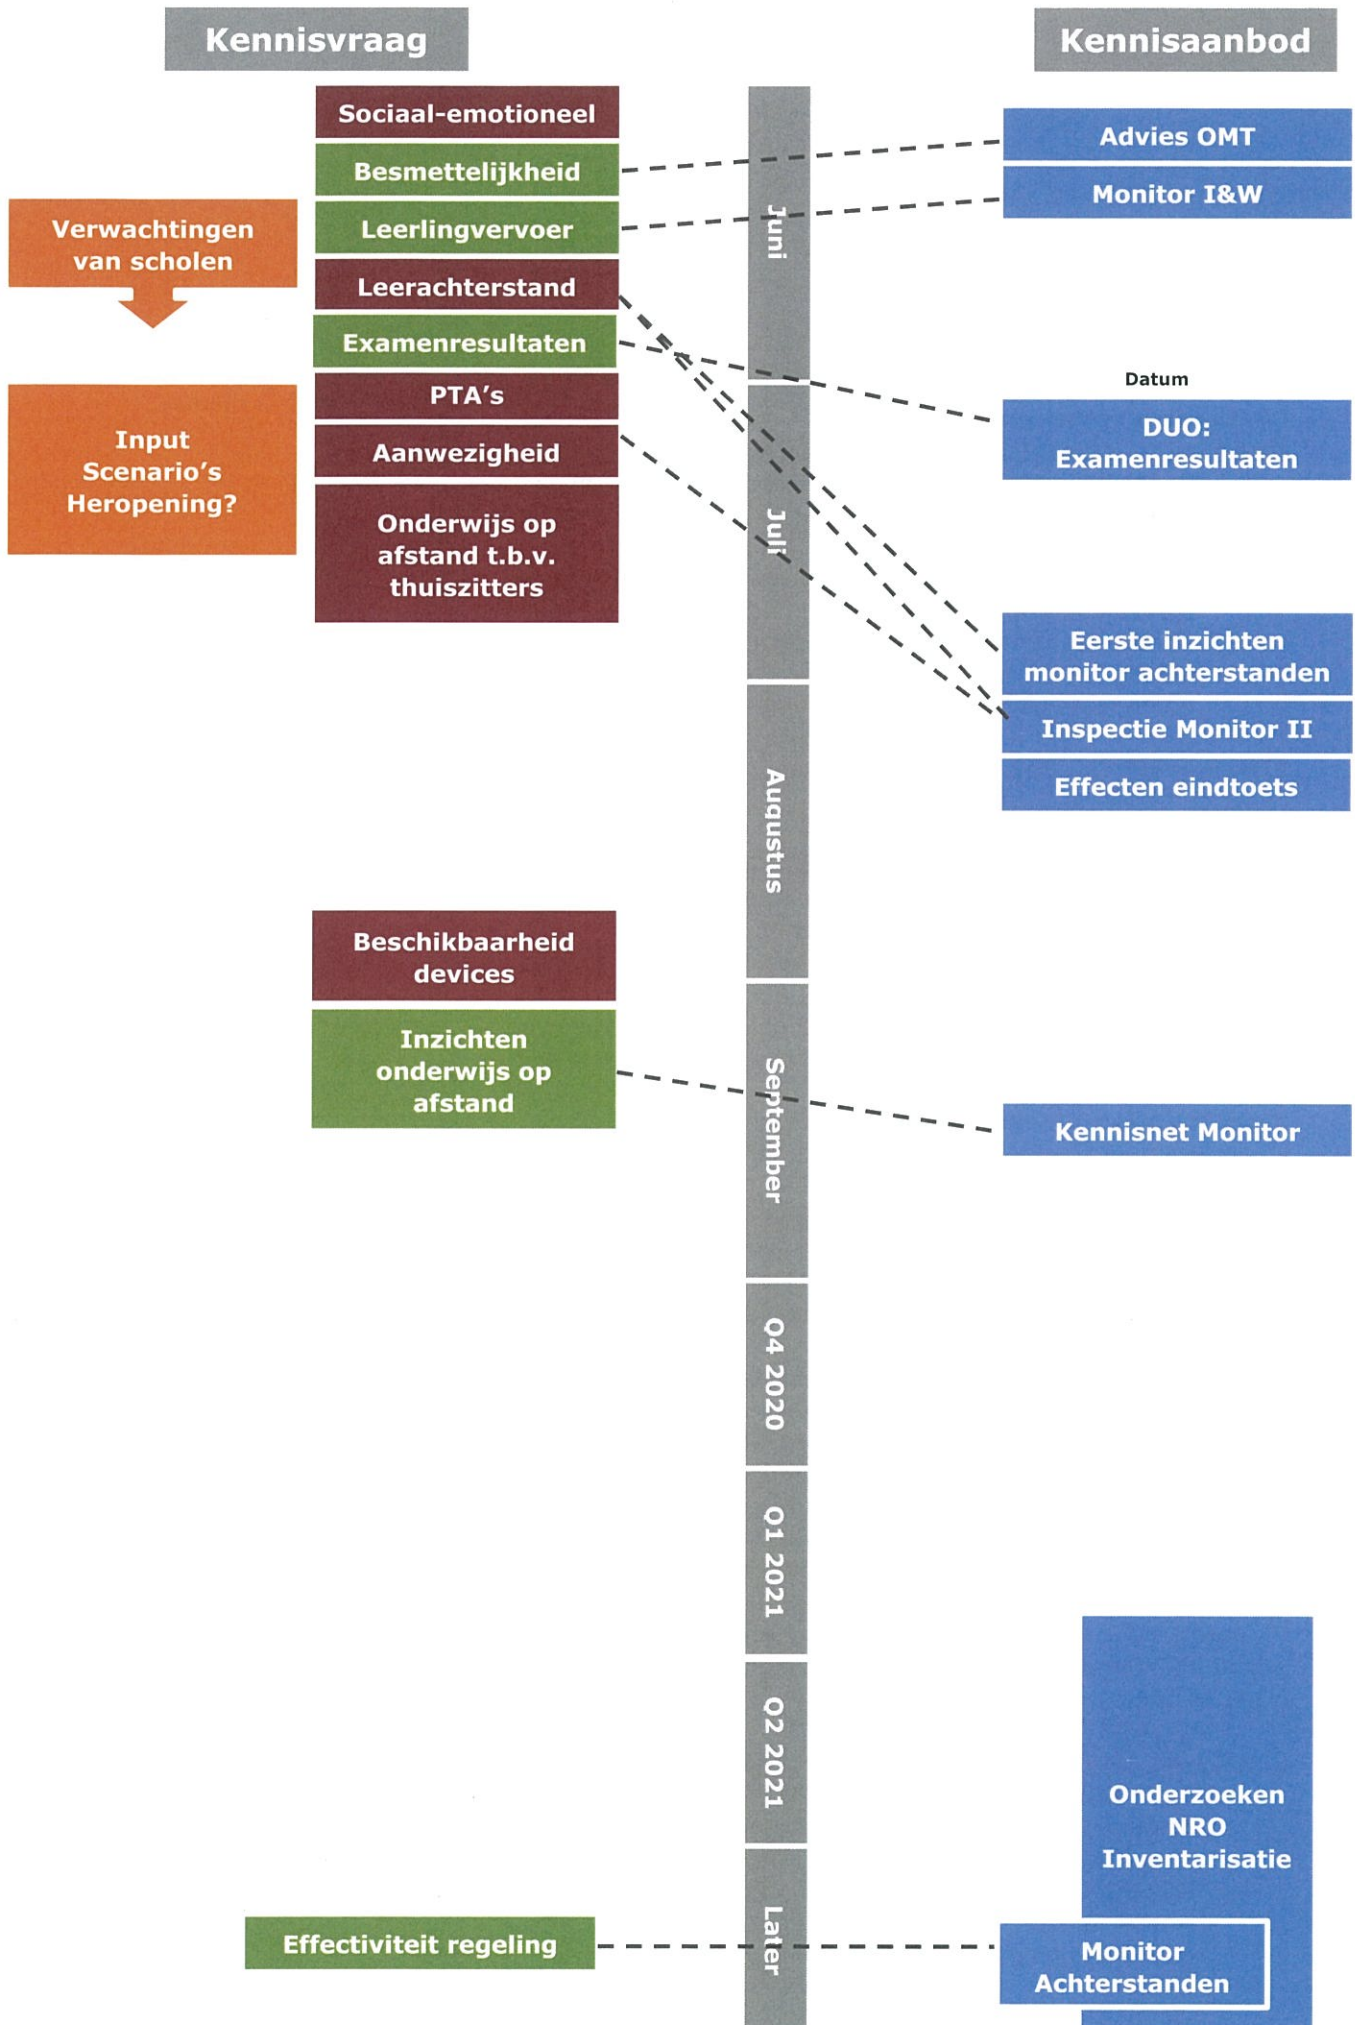 Kennisvraag
Kennisaanbod
Sociaal-emotioneel
Besmettelijkheid
Leerlingvervoer
Leerachterstand
Examenresultaten
PTA's
Aanwezigheid
Onderwijs op
afstand t.b.v.
thuiszitters
Verwachtingen
van scholen
Input
Scenario's
Heropening?
Beschikbaarheid
devices
Inzichten
onderwijs op
afstand
Effectiviteit regeling
Juni
Juli
Augustus
September
Q4 2020
Q1 2021
Q2 2021
Later
Advies OMT
Monitor I&W
Datum
DUO:
Examenresultaten
Eerste inzichten
monitor achterstanden
Inspectie Monitor II
Effecten eindtoets
Kennisnet Monitor
Onderzoeken
NRO
Inventarisatie
Monitor
Achterstanden